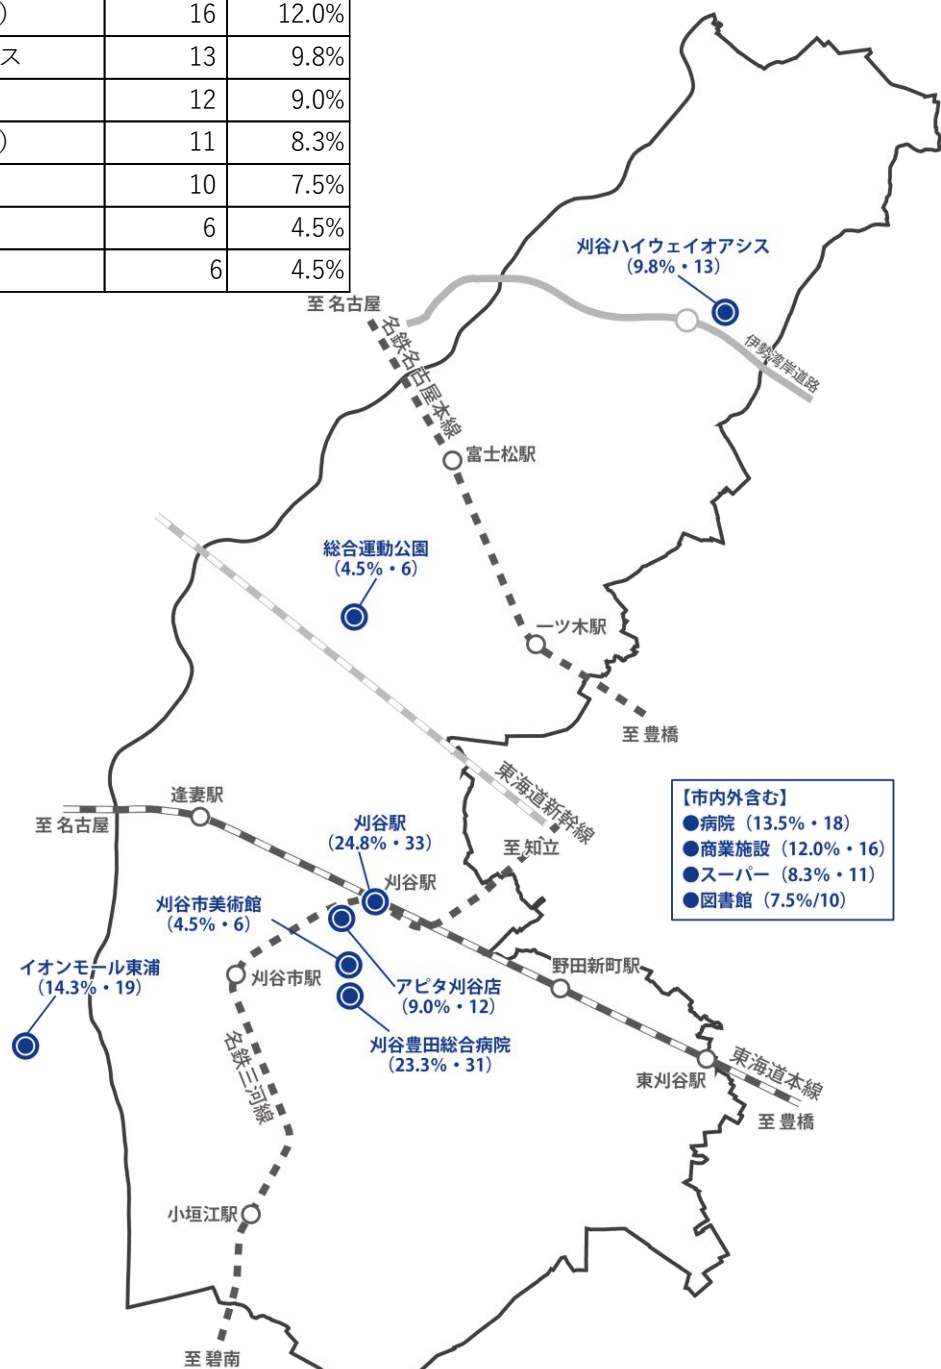 ) 16 12.0%
ス 13 9.8%
12 9.0%
) 11 8.3%
10 7.5%
6 4.5%
6 4.5%
刈谷ハイウェイオアシス
(9.8%・13)
至 名古屋
名鉄名古屋本線
伊勢湾岸道路
富士松駅
総合運動公園
(4.5%・6)
一ツ木駅
至 豊橋
東海道新幹線
【市内外含む】
●病院（13.5%・18）
●商業施設（12.0%・16）
●スーパー（8.3%・11）
●図書館（7.5%/10）
逢妻駅
至 名古屋
刈谷駅
(24.8%・33)
至 知立
刈谷駅
刈谷市美術館
(4.5%・6)
イオンモール東浦
(14.3%・19)
刈谷市駅
アピタ刈谷店
(9.0%・12)
野田新町駅
刈谷豊田総合病院
(23.3%・31)
名鉄三河線
東刈谷駅
東海道本線
至 豊橋
小垣江駅
至 碧南